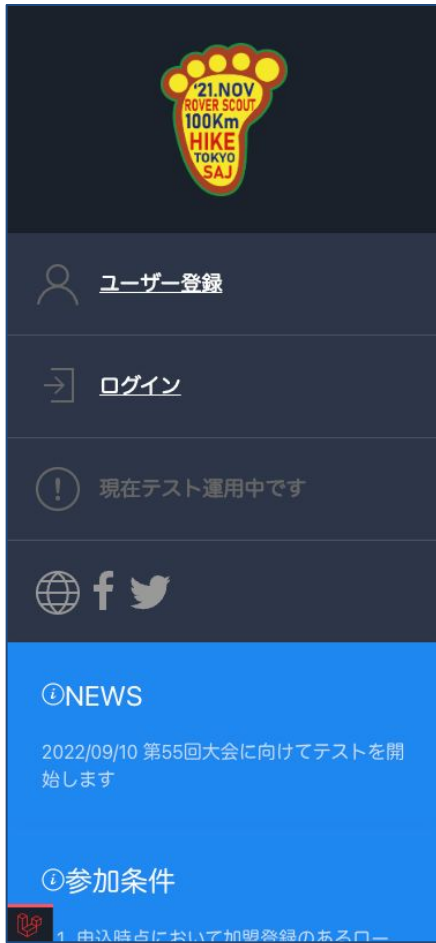 '21.NOV
ROVER SCOUT
100Km
HIKE
TOKYO
SAJ
ユーザー登録
ログイン
現在テスト運用中です
NEWS
2022/09/10 第55回大会に向けてテストを開
始します
参加条件
1. 申込時点において加盟登録のあるロー